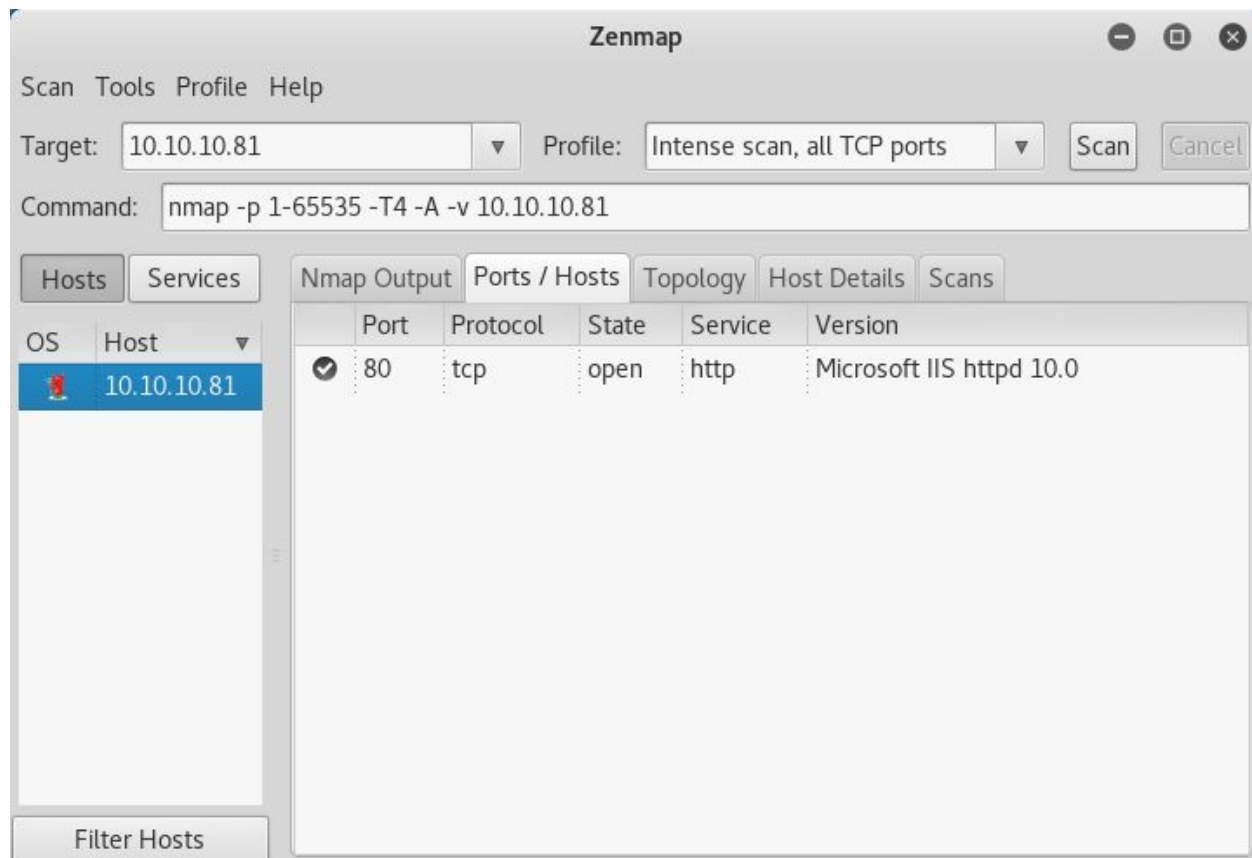 Zenmap
Scan Tools Profile Help
Target: 10.10.10.81 Profile: Intense scan, all TCP ports Scan Cancel
Command: nmap -p 1-65535 -T4 -A -v 10.10.10.81
Hosts Services Nmap Output Ports / Hosts Topology Host Details Scans
OS Host Port Protocol State Service Version
10.10.10.81 80 tcp open http Microsoft IIS httpd 10.0
Filter Hosts